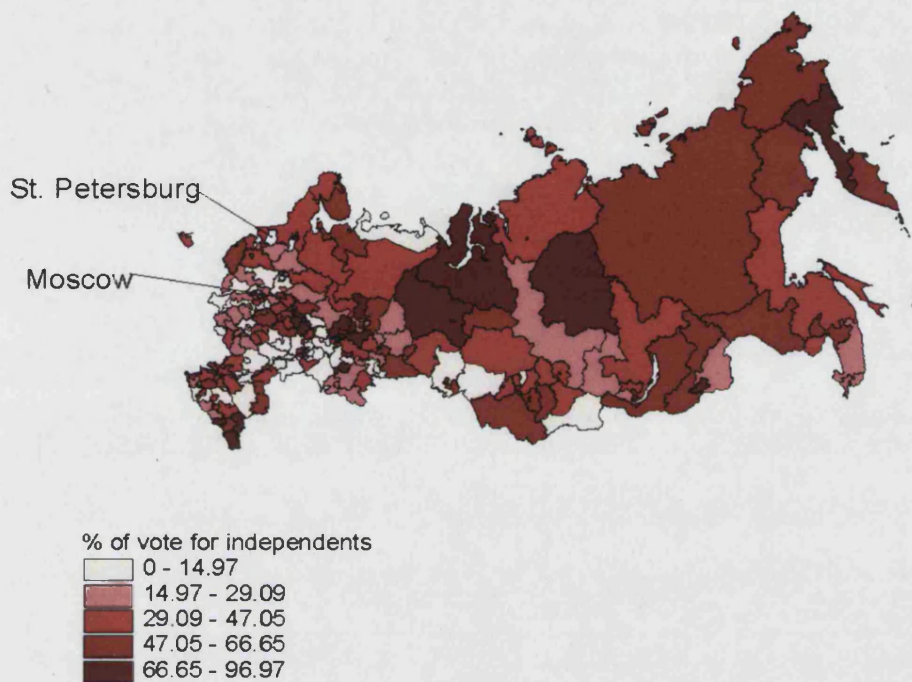 St. Petersburg
Moscow
% of vote for independents
0 - 14.97
14.97 - 29.09
29.09 - 47.05
47.05 - 66.65
66.65 - 96.97